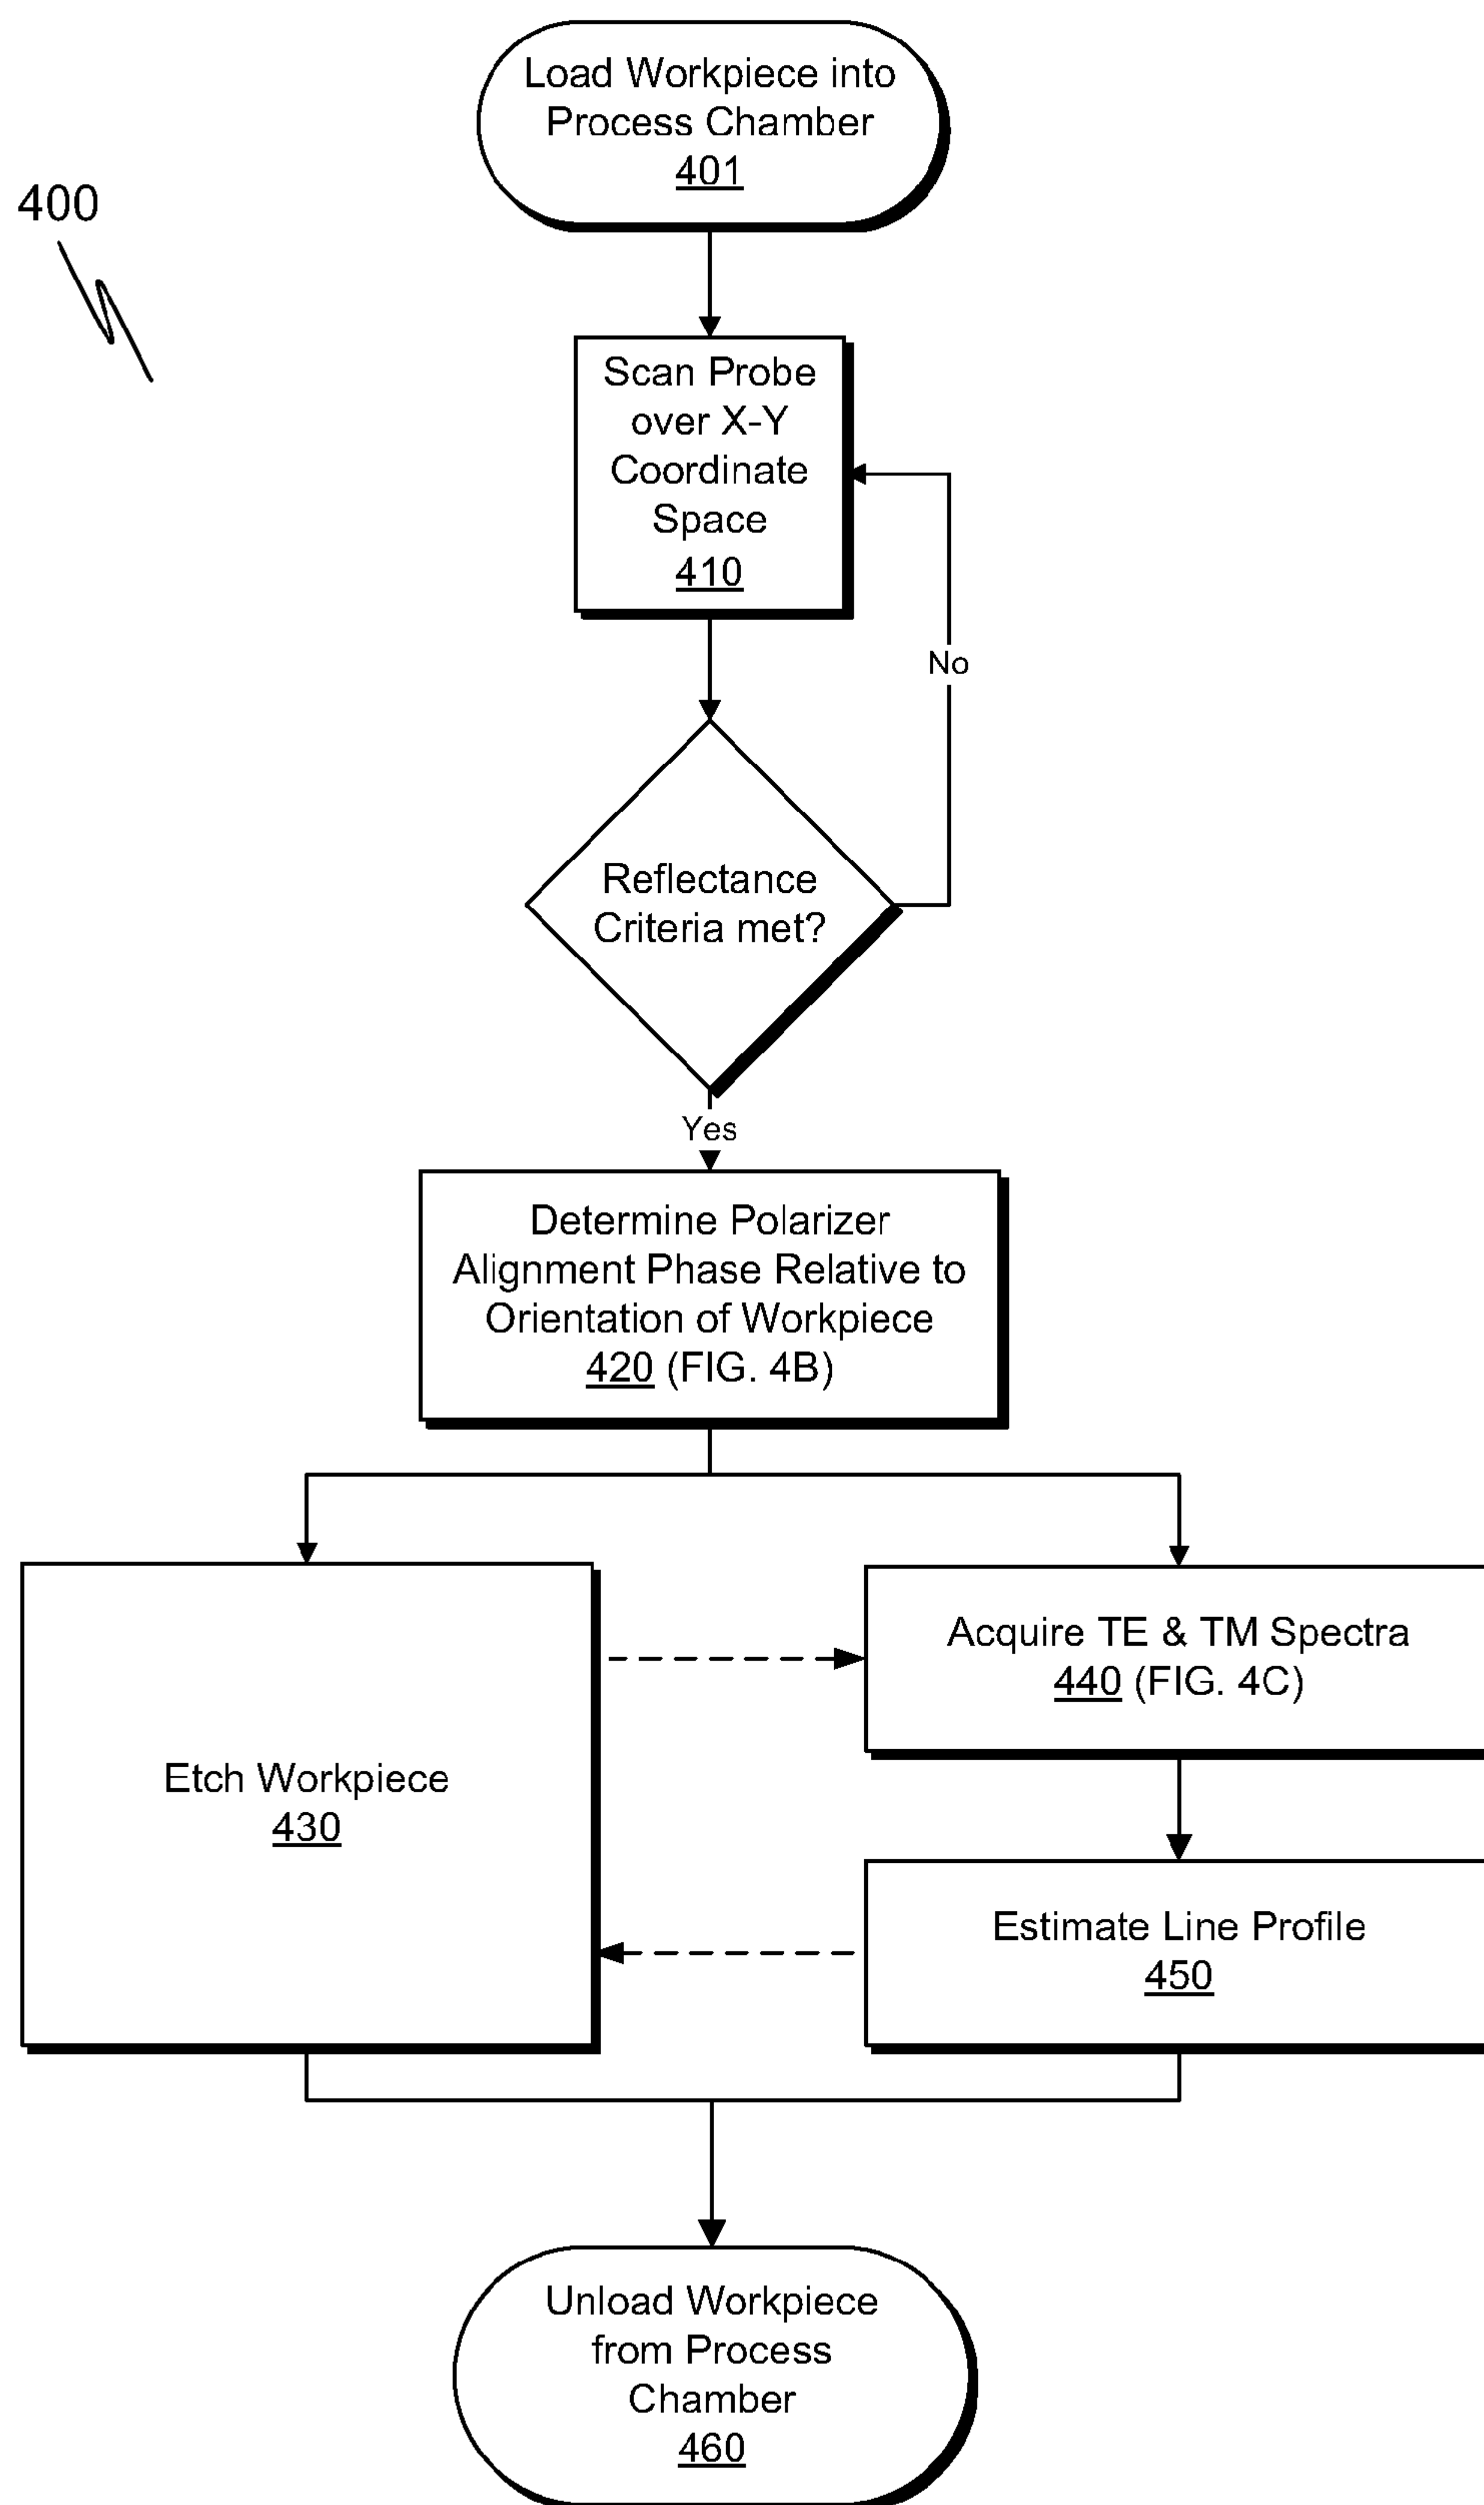 Load Workpiece into
Process Chamber
401
400
Scan Probe
over X-Y
Coordinate
Space
410
No
Reflectance
Criteria met?
Yes
Determine Polarizer
Alignment Phase Relative to
Orientation of Workpiece
420 (FIG. 4B)
Etch Workpiece
430
Acquire TE & TM Spectra
440 (FIG. 4C)
Estimate Line Profile
450
Unload Workpiece
from Process
Chamber
460